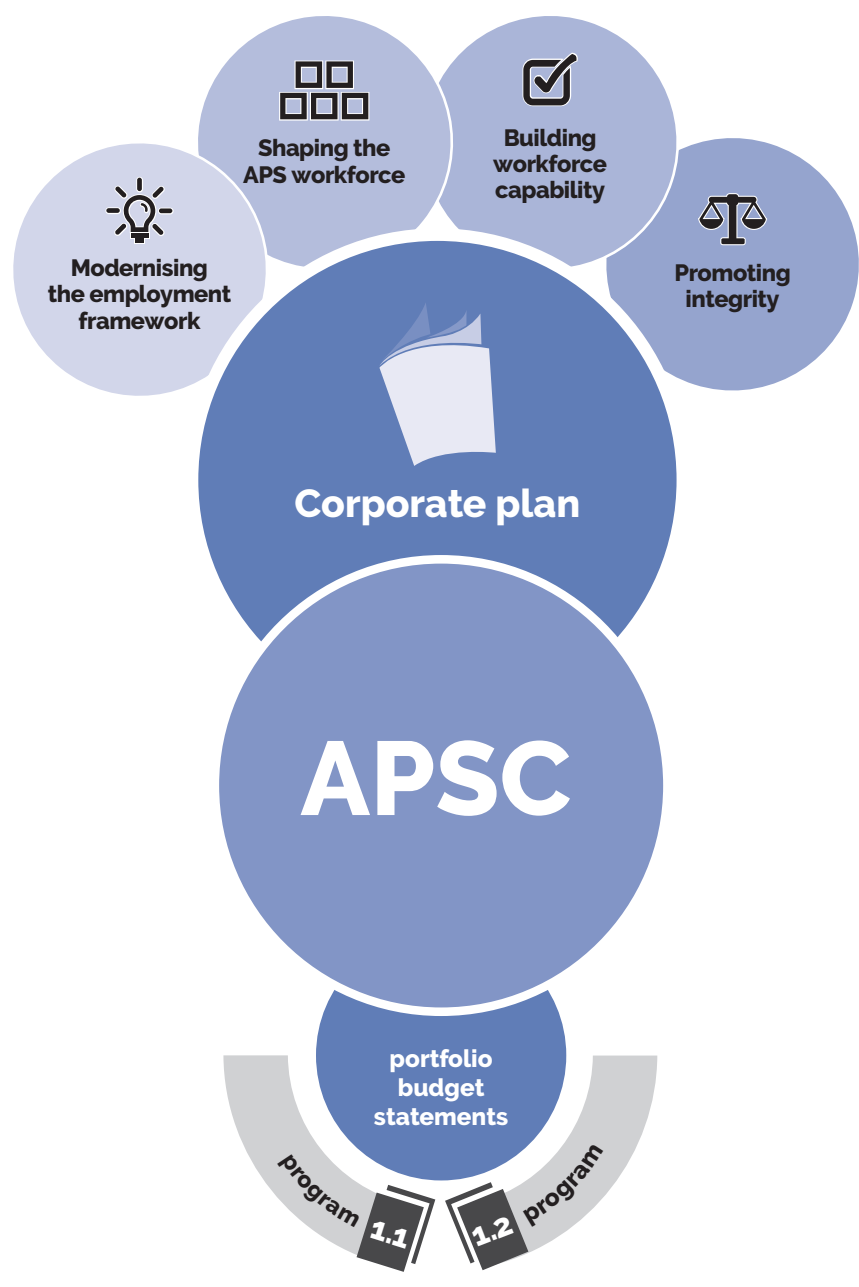 Shaping the
APS workforce
Building
workforce
capability
Modernising
the employment
framework
Promoting
integrity
Corporate plan
APSC
portfolio
budget
statements
program
1.1
1.2
program